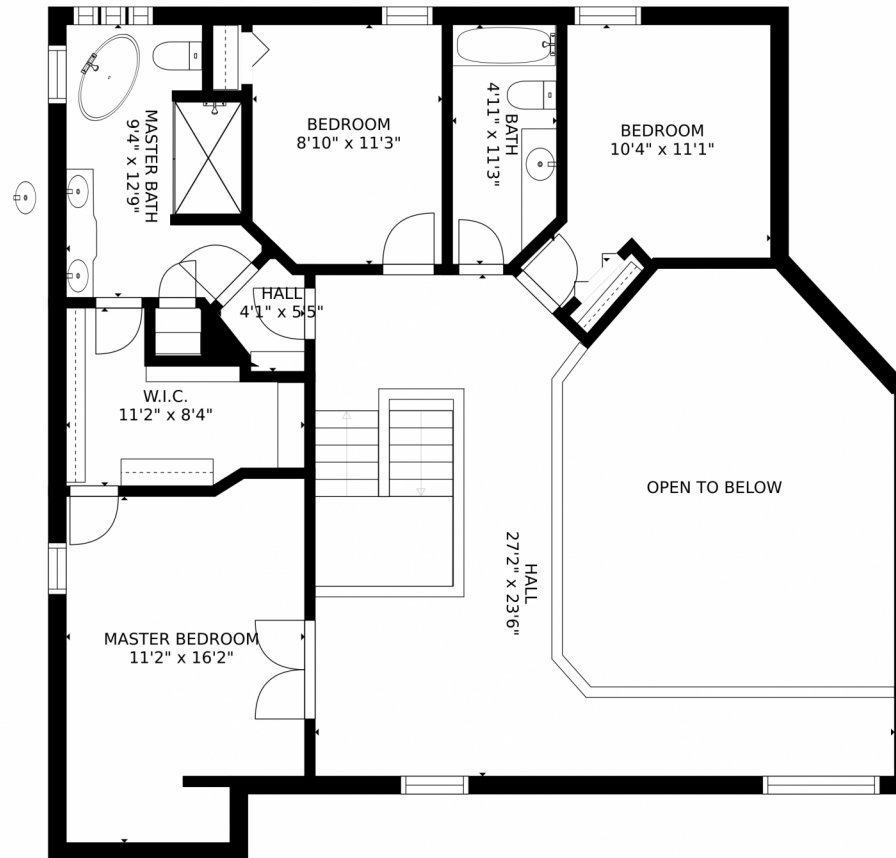 BEDROOM
8'10" x 11'3"
BATH
4'11" x 11'3"
BEDROOM
10'4" x 11'1"
MASTER BATH
9'4" x 12'9"
HALL
4'1" x 5'5"
W.I.C.
11'2" x 8'4"
OPEN TO BELOW
HALL
27'2" x 23'6"
MASTER BEDROOM
11'2" x 16'2"